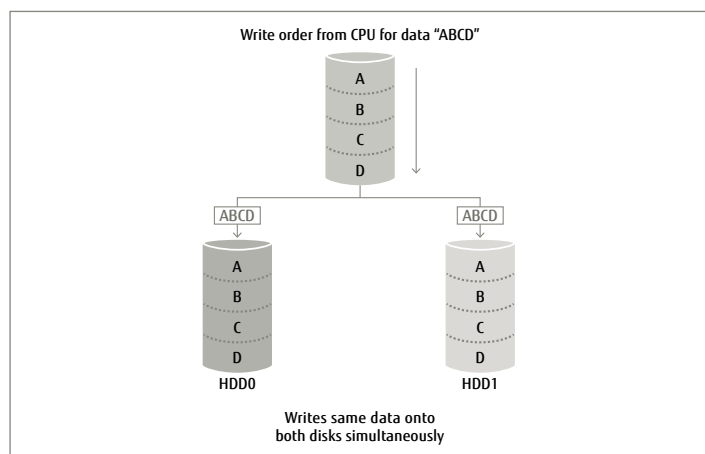 Write order from CPU for data “ABCD”
A
B
C
D
ABCD
ABCD
A
B
C
D
HDD0
A
B
C
D
HDD1
Writes same data onto
both disks simultaneously